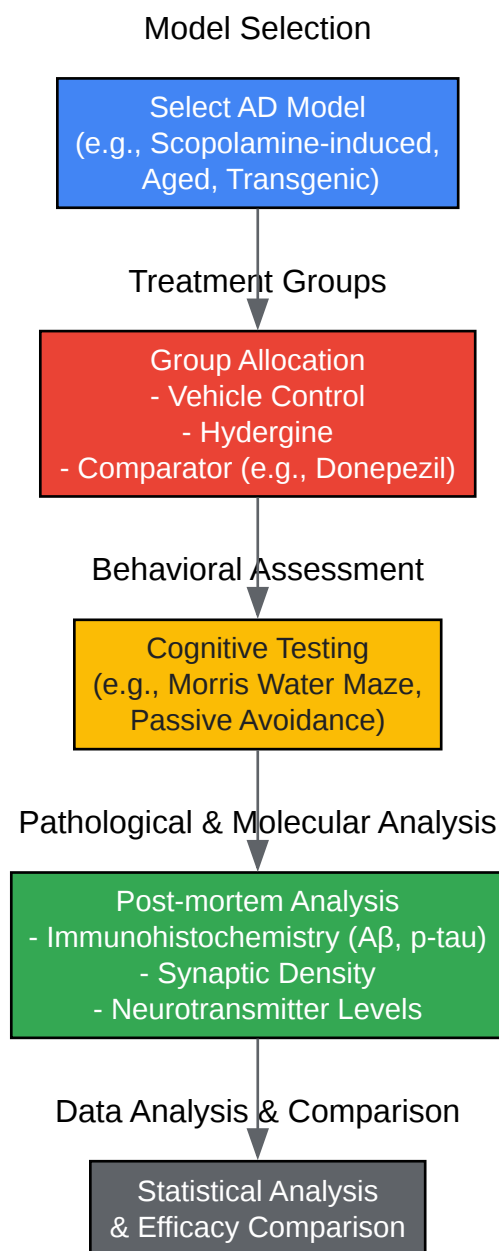 Model Selection
Select AD Model
(e.g., Scopolamine-induced,
Aged, Transgenic)
Treatment Groups
Group Allocation
- Vehicle Control
- Hydergine
- Comparator (e.g., Donepezil)
Behavioral Assessment
Cognitive Testing
(e.g., Morris Water Maze,
Passive Avoidance)
Pathological & Molecular Analysis
Post-mortem Analysis
- Immunohistochemistry (Aβ, p-tau)
- Synaptic Density
- Neurotransmitter Levels
Data Analysis & Comparison
Statistical Analysis
& Efficacy Comparison